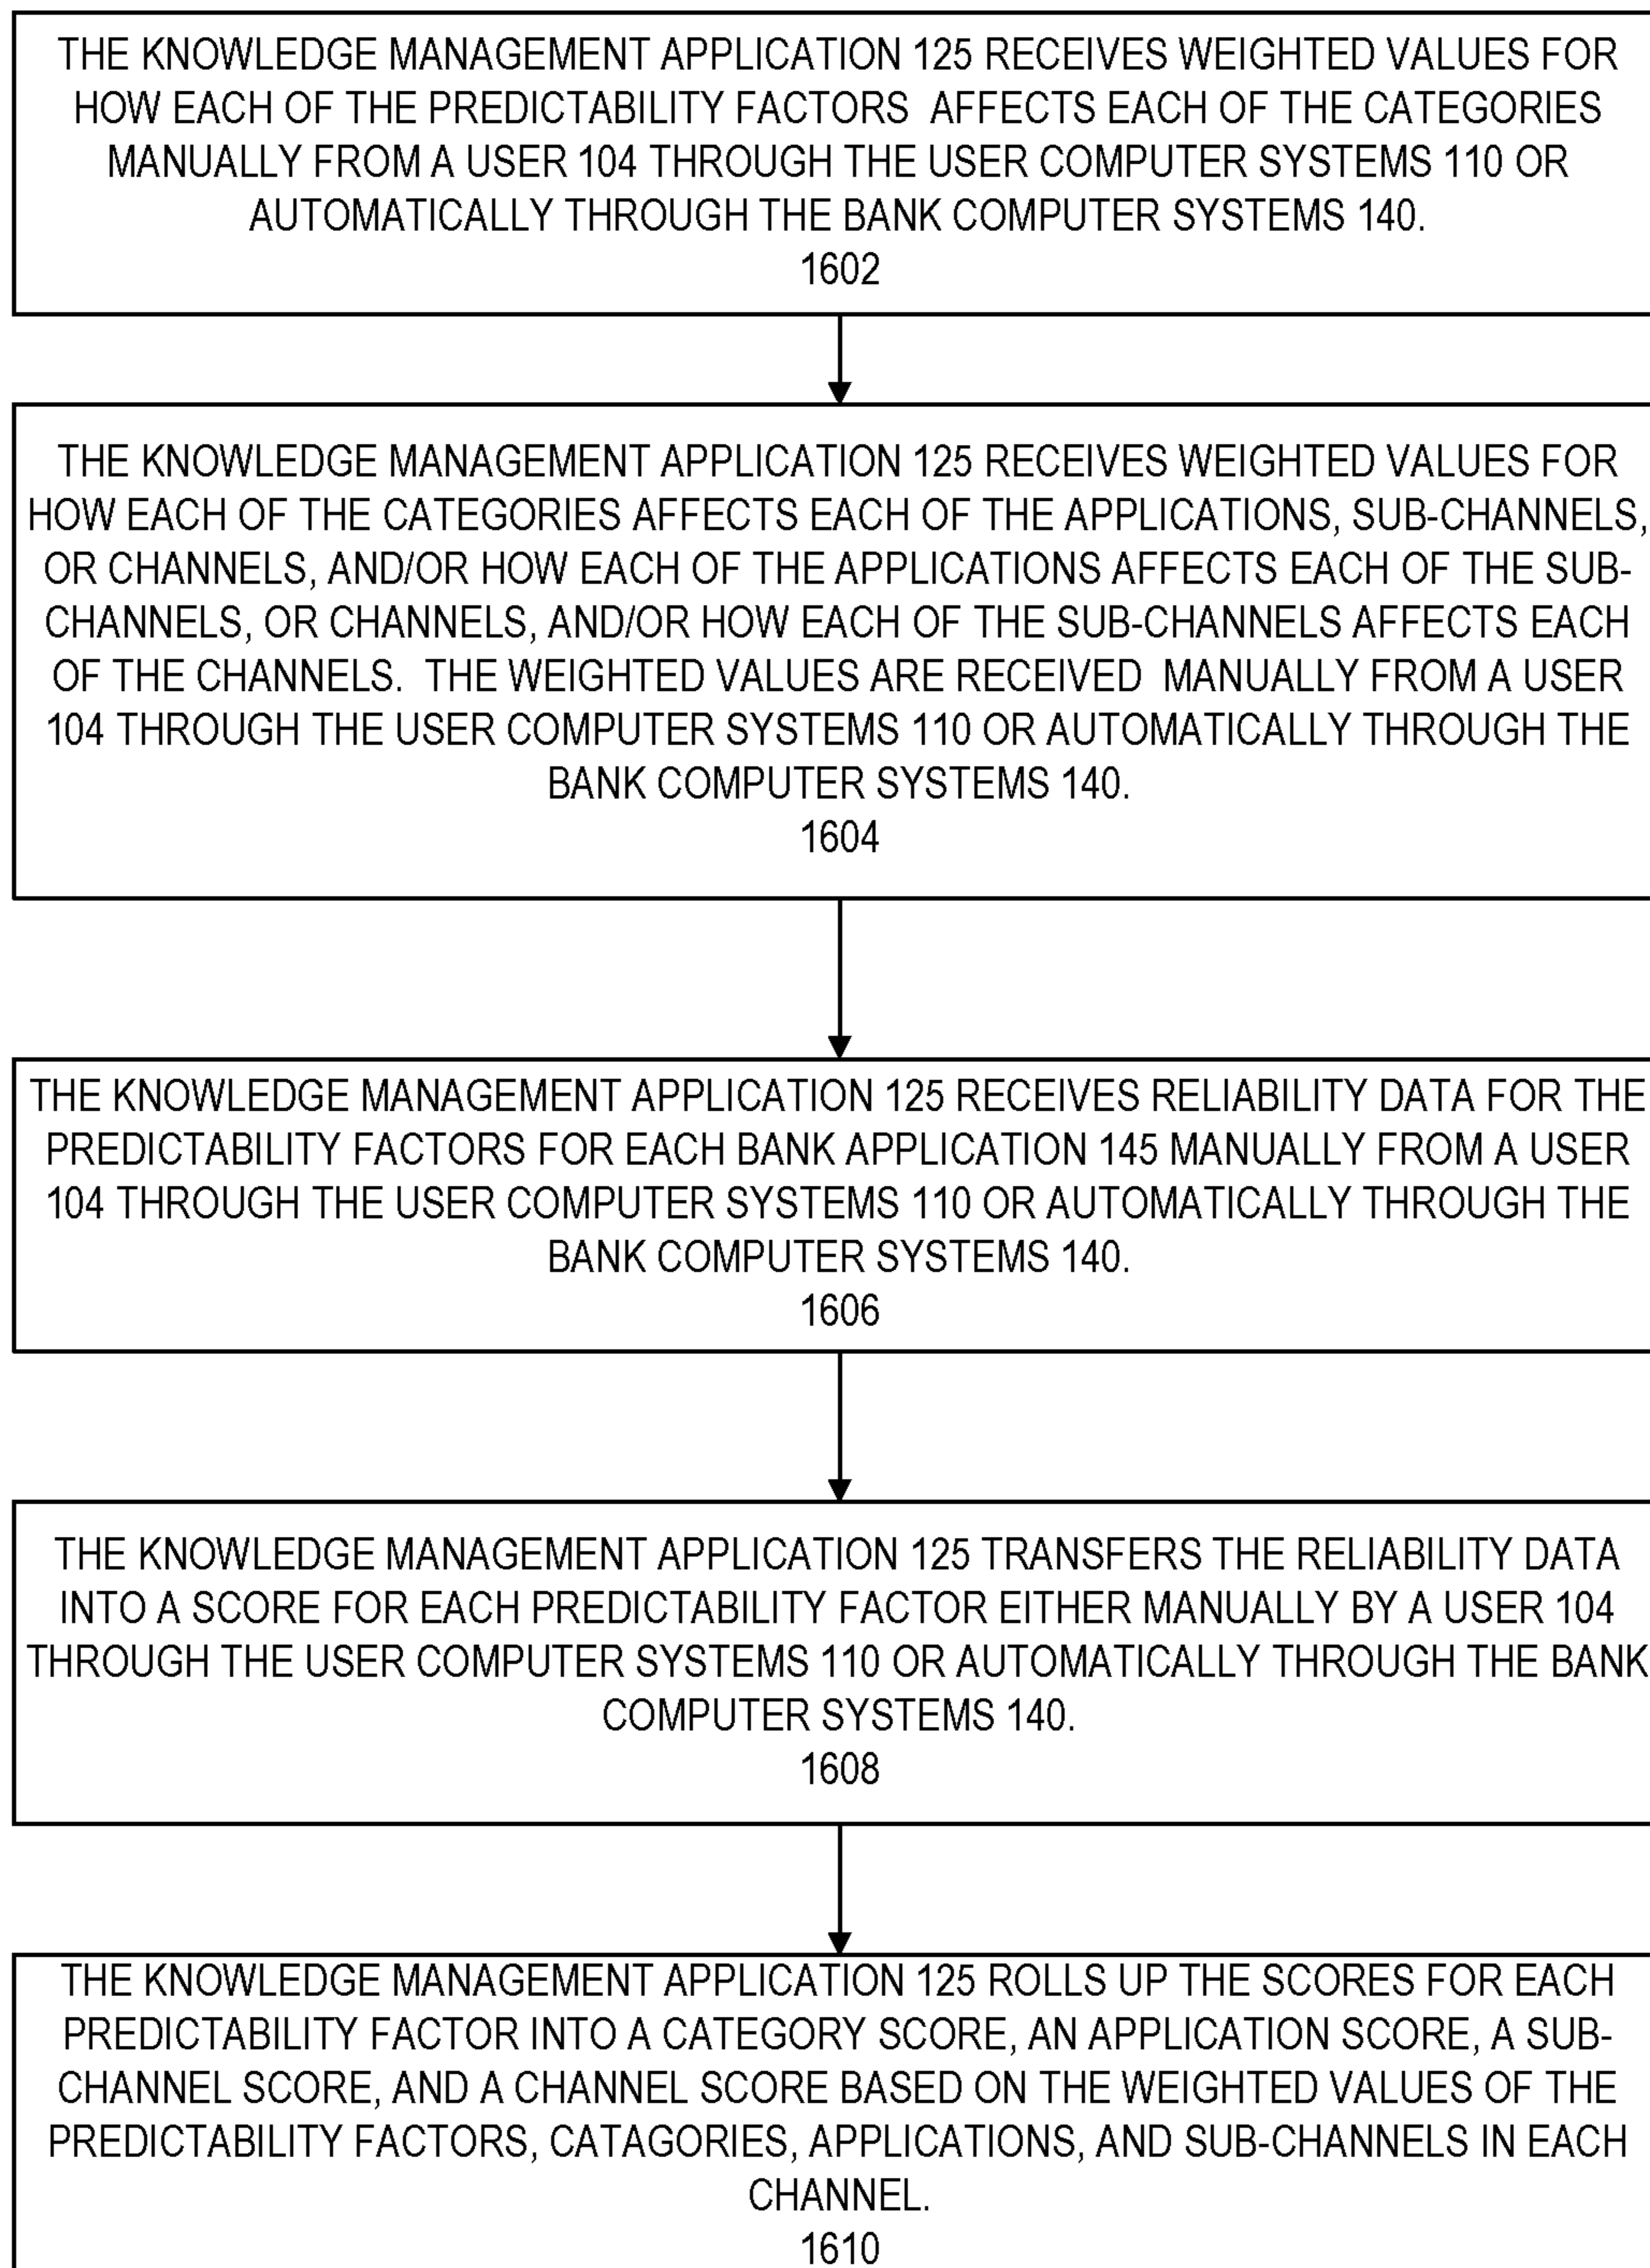 THE KNOWLEDGE MANAGEMENT APPLICATION 125 RECEIVES WEIGHTED VALUES FOR
HOW EACH OF THE PREDICTABILITY FACTORS AFFECTS EACH OF THE CATEGORIES
MANUALLY FROM A USER 104 THROUGH THE USER COMPUTER SYSTEMS 110 OR
AUTOMATICALLY THROUGH THE BANK COMPUTER SYSTEMS 140.
1602
THE KNOWLEDGE MANAGEMENT APPLICATION 125 RECEIVES WEIGHTED VALUES FOR
HOW EACH OF THE CATEGORIES AFFECTS EACH OF THE APPLICATIONS, SUB-CHANNELS,
OR CHANNELS, AND/OR HOW EACH OF THE APPLICATIONS AFFECTS EACH OF THE SUB-
CHANNELS, OR CHANNELS, AND/OR HOW EACH OF THE SUB-CHANNELS AFFECTS EACH
OF THE CHANNELS. THE WEIGHTED VALUES ARE RECEIVED MANUALLY FROM A USER
104 THROUGH THE USER COMPUTER SYSTEMS 110 OR AUTOMATICALLY THROUGH THE
BANK COMPUTER SYSTEMS 140.
1604
THE KNOWLEDGE MANAGEMENT APPLICATION 125 RECEIVES RELIABILITY DATA FOR THE
PREDICTABILITY FACTORS FOR EACH BANK APPLICATION 145 MANUALLY FROM A USER
104 THROUGH THE USER COMPUTER SYSTEMS 110 OR AUTOMATICALLY THROUGH THE
BANK COMPUTER SYSTEMS 140.
1606
THE KNOWLEDGE MANAGEMENT APPLICATION 125 TRANSFERS THE RELIABILITY DATA
INTO A SCORE FOR EACH PREDICTABILITY FACTOR EITHER MANUALLY BY A USER 104
THROUGH THE USER COMPUTER SYSTEMS 110 OR AUTOMATICALLY THROUGH THE BANK
COMPUTER SYSTEMS 140.
1608
THE KNOWLEDGE MANAGEMENT APPLICATION 125 ROLLS UP THE SCORES FOR EACH
PREDICTABILITY FACTOR INTO A CATEGORY SCORE, AN APPLICATION SCORE, A SUB-
CHANNEL SCORE, AND A CHANNEL SCORE BASED ON THE WEIGHTED VALUES OF THE
PREDICTABILITY FACTORS, CATAGORIES, APPLICATIONS, AND SUB-CHANNELS IN EACH
CHANNEL.
1610